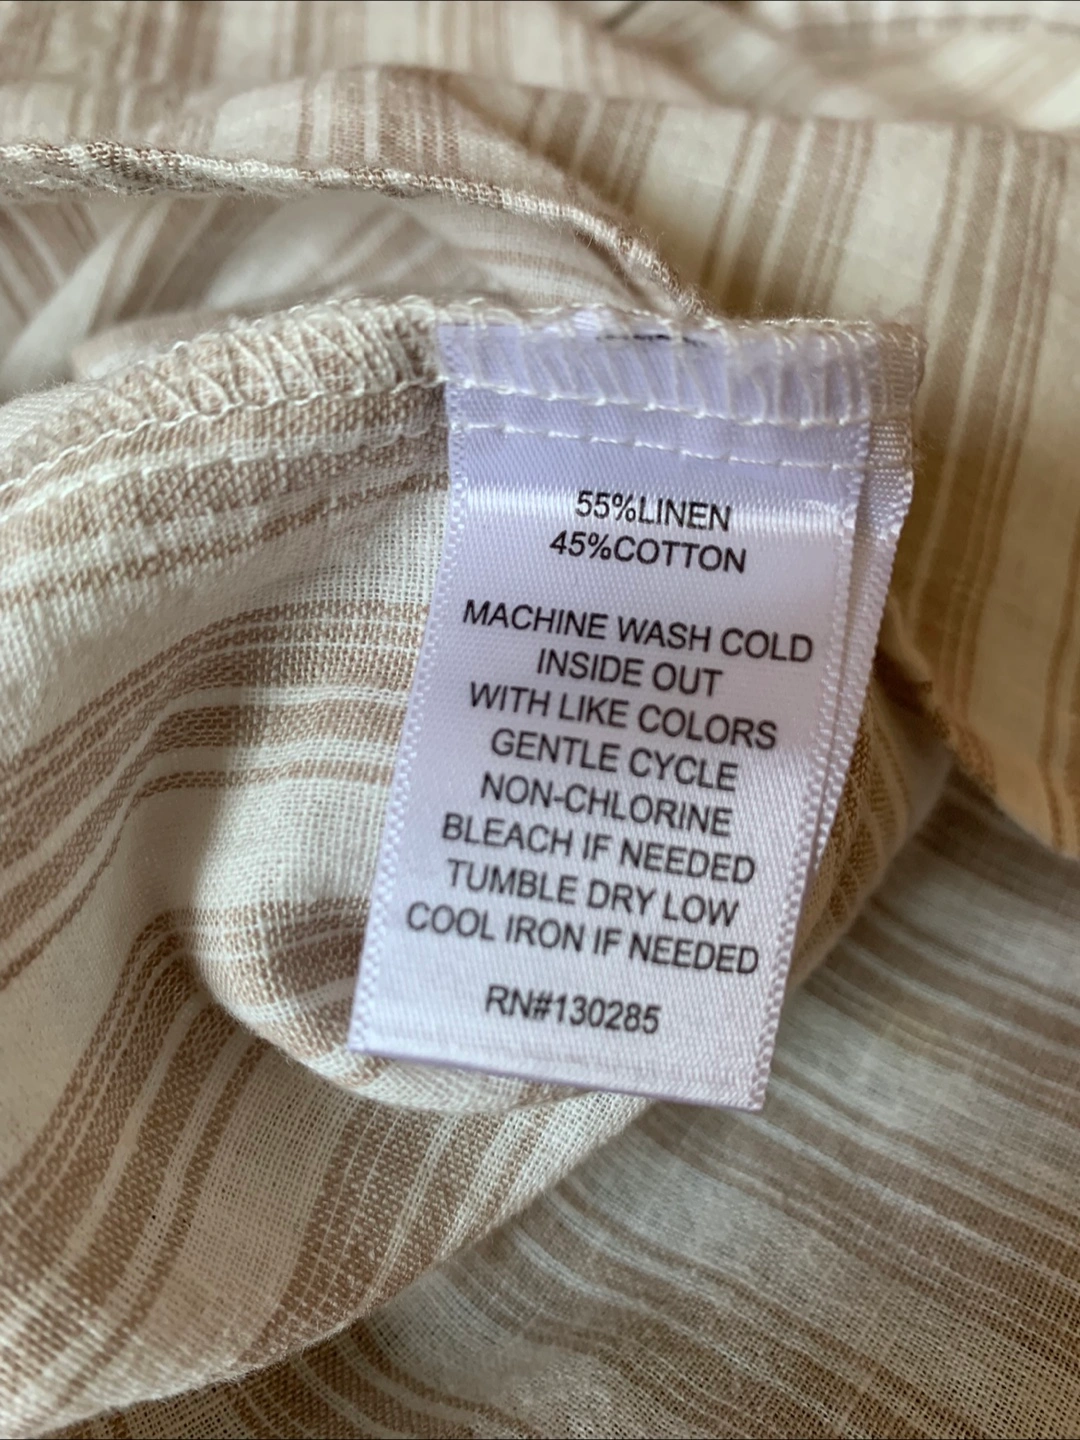 55%LINEN
45%COTTON
MACHINE WASH COLD
INSIDE OUT
WITH LIKE COLORS
GENTLE CYCLE
NON-CHLORINE
BLEACH IF NEEDED
TUMBLE DRY LOW
COOL IRON IF NEEDED
RN#130285